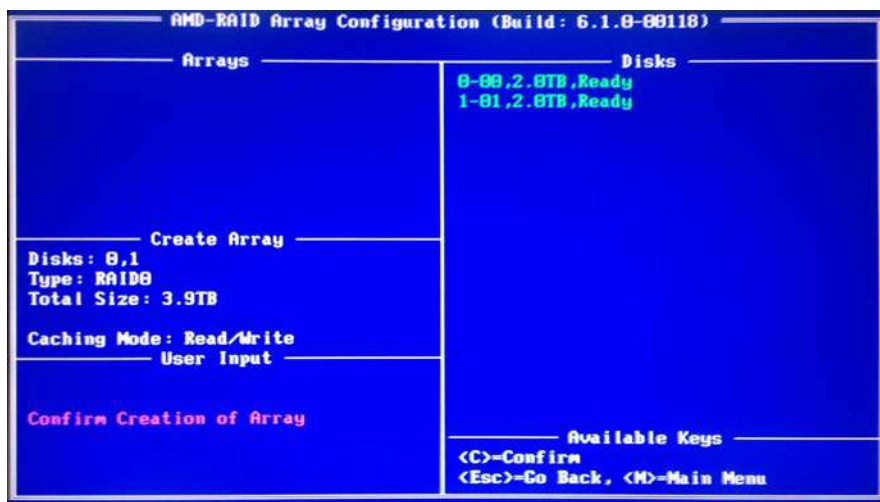 AMD-RAID Array Configuration (Build: 6.1.0-00118)
Arrays
Disks
0-00,2.0TB,Ready
1-01,2.0TB,Ready
Create Array
Disks: 0,1
Type: RAID0
Total Size: 3.9TB
Caching Mode: Read/Write
User Input
Confirm Creation of Array
Available Keys
<C>=Confirm
<Esc>=Go Back, <M>=Main Menu